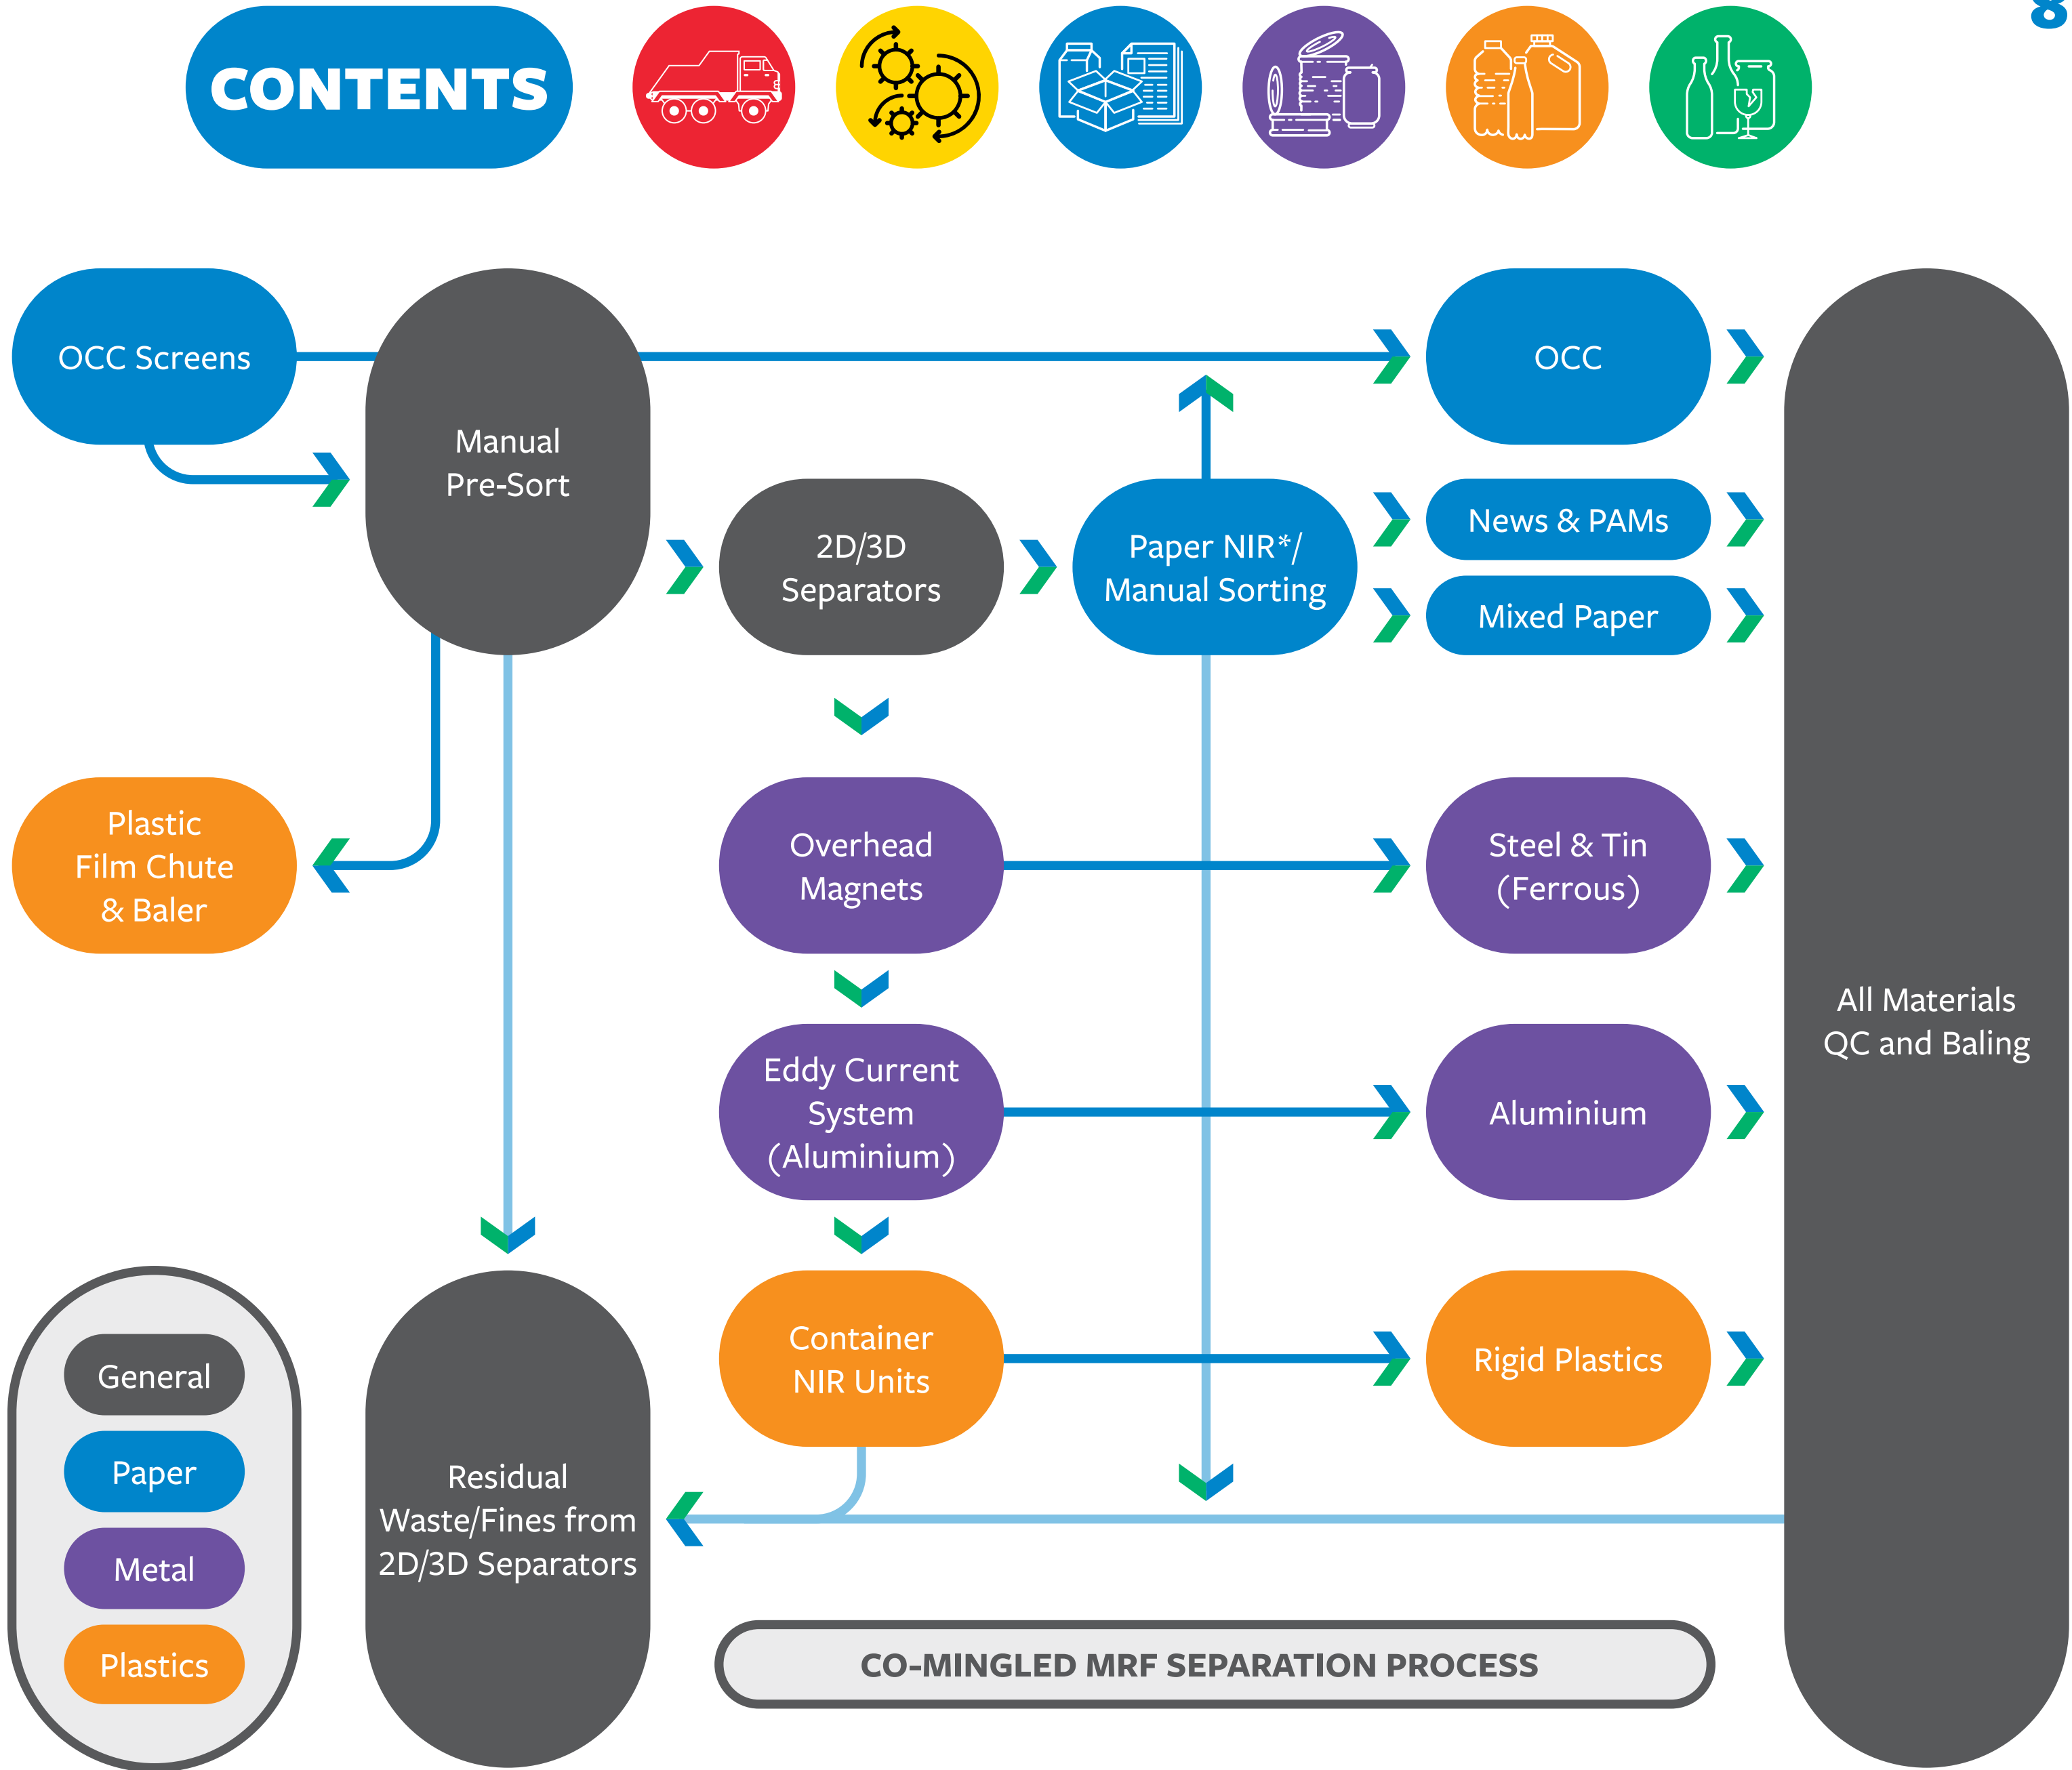 8
CONTENTS
OCC Screens
Manual
Pre-Sort
OCC
2D/3D
Separators
Paper NIR*/
Manual Sorting
News & PAMs
Mixed Paper
Plastic
Film Chute
& Baler
Overhead
Magnets
Steel & Tin
(Ferrous)
Eddy Current
System
(Aluminium)
Aluminium
All Materials
QC and Baling
Container
NIR Units
Rigid Plastics
General
Paper
Metal
Plastics
Residual
Waste/Fines from
2D/3D Separators
CO-MINGLED MRF SEPARATION PROCESS